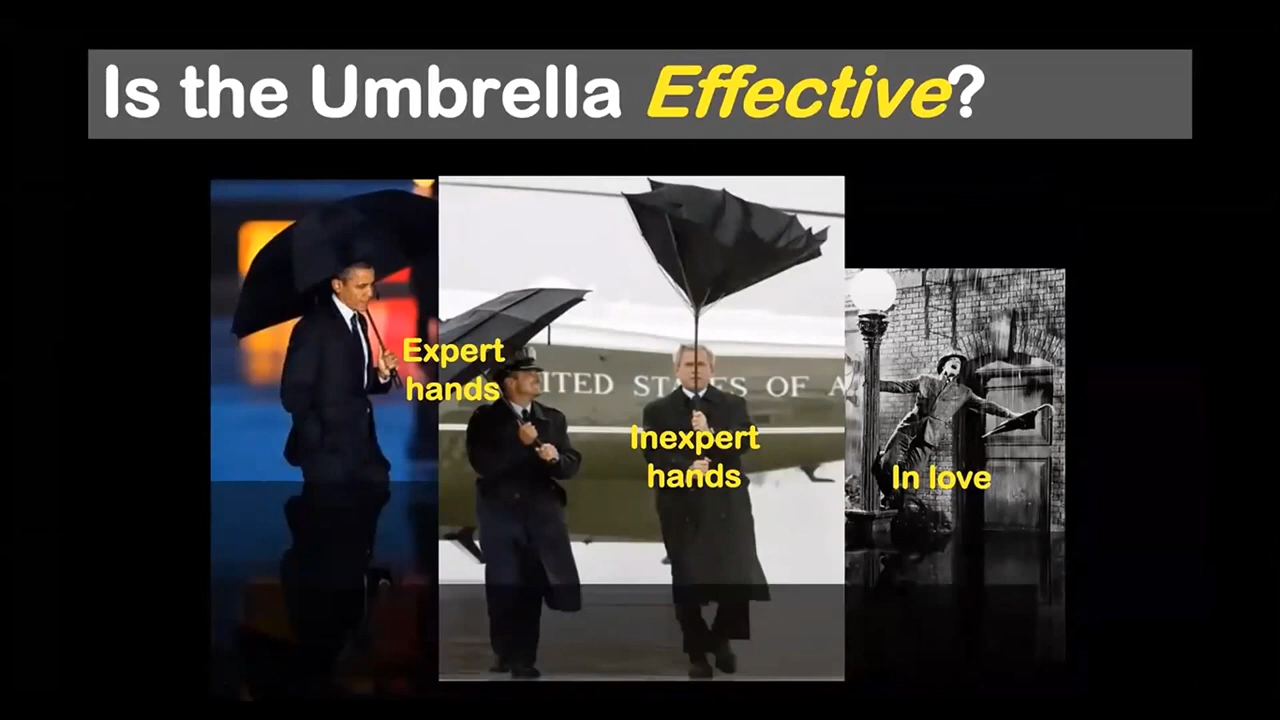 Is the Umbrella Effective?
Expert
hands
ITED STATES OF A
Inexpert
hands
In love